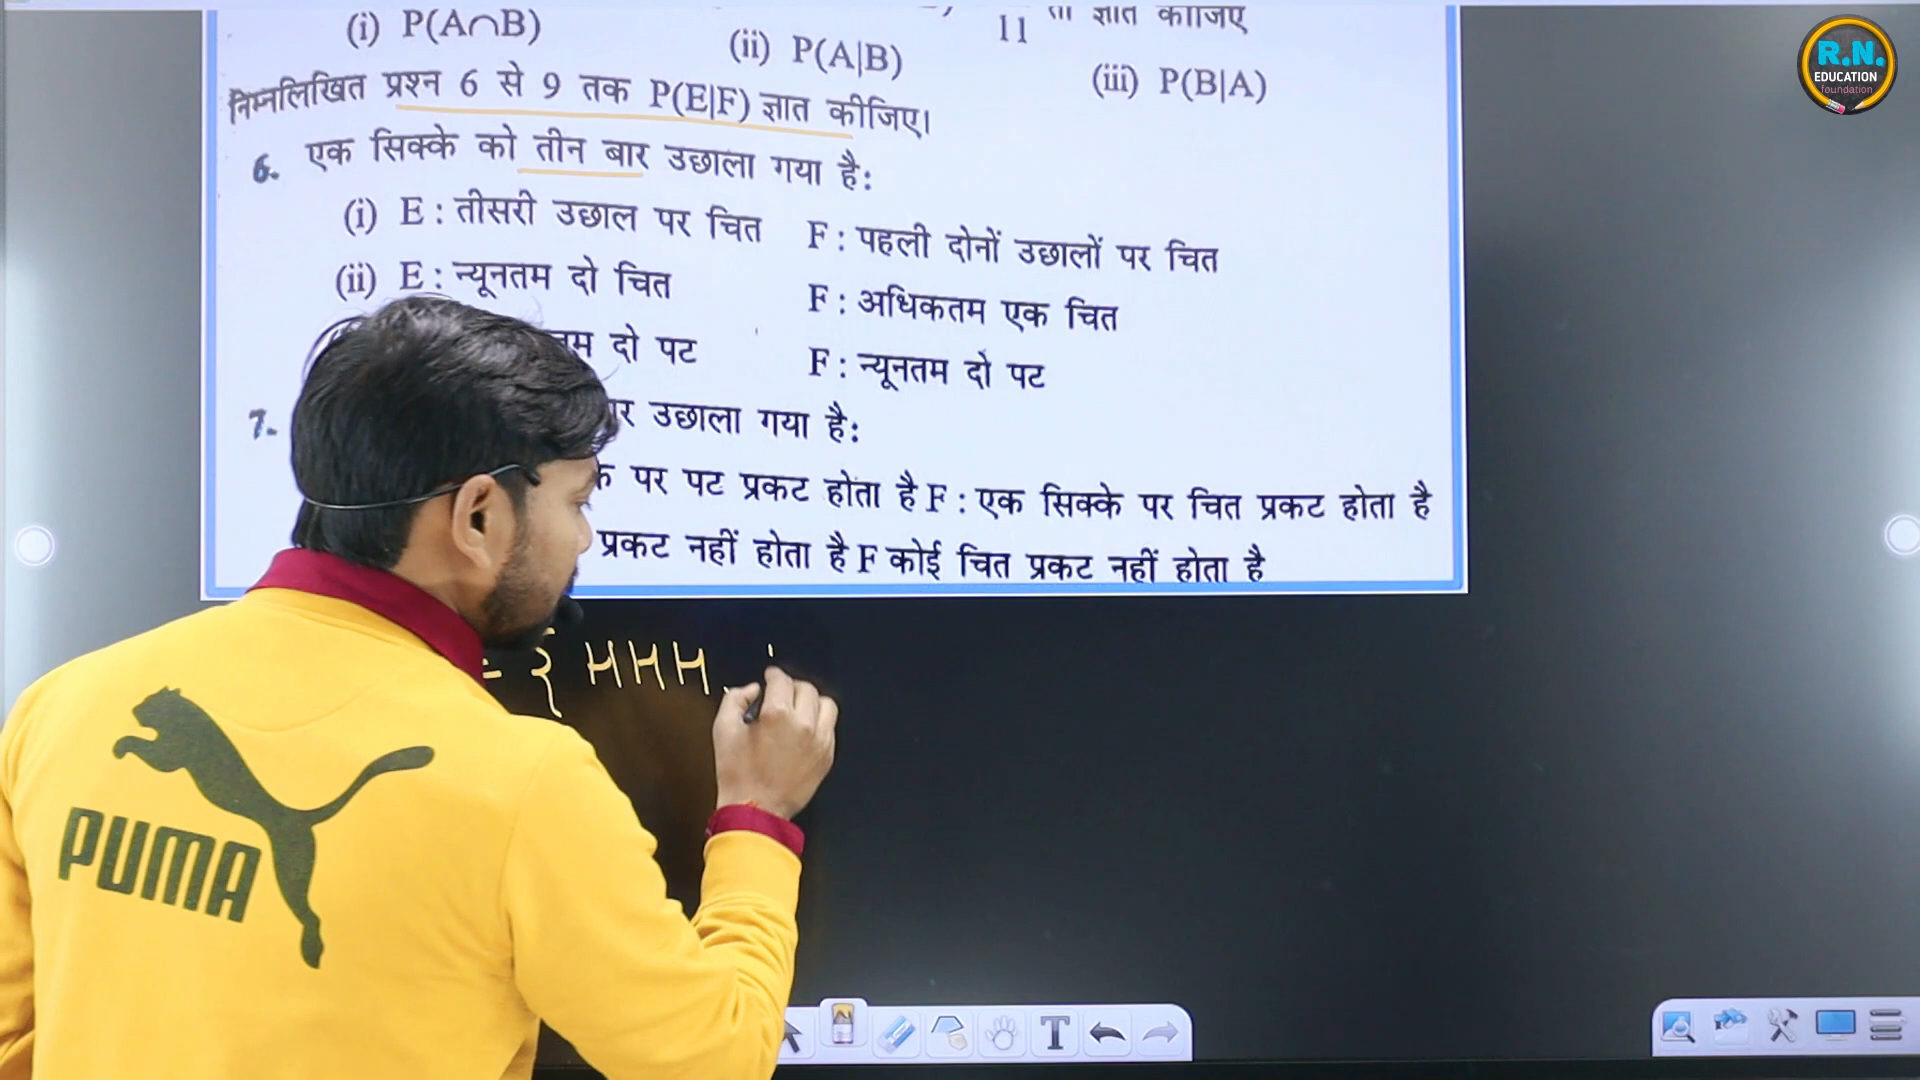 (i) P(A∩B) (ii) P(A|B) 11 ज्ञात कीजिए
(iii) P(B|A)
निम्नलिखित प्रश्न 6 से 9 तक P(E|F) ज्ञात कीजिए।
6. एक सिक्के को तीन बार उछाला गया है:
(i) E : तीसरी उछाल पर चित F : पहली दोनों उछालों पर चित
(ii) E : न्यूनतम दो चित F : अधिकतम एक चित
दो पट F : न्यूनतम दो पट
7. उछाला गया है:
पर पट प्रकट होता है F : एक सिक्के पर चित प्रकट होता है
प्रकट नहीं होता है F कोई चित प्रकट नहीं होता है
= { HHH,
R.N.
EDUCATION
foundation
PUMA
T